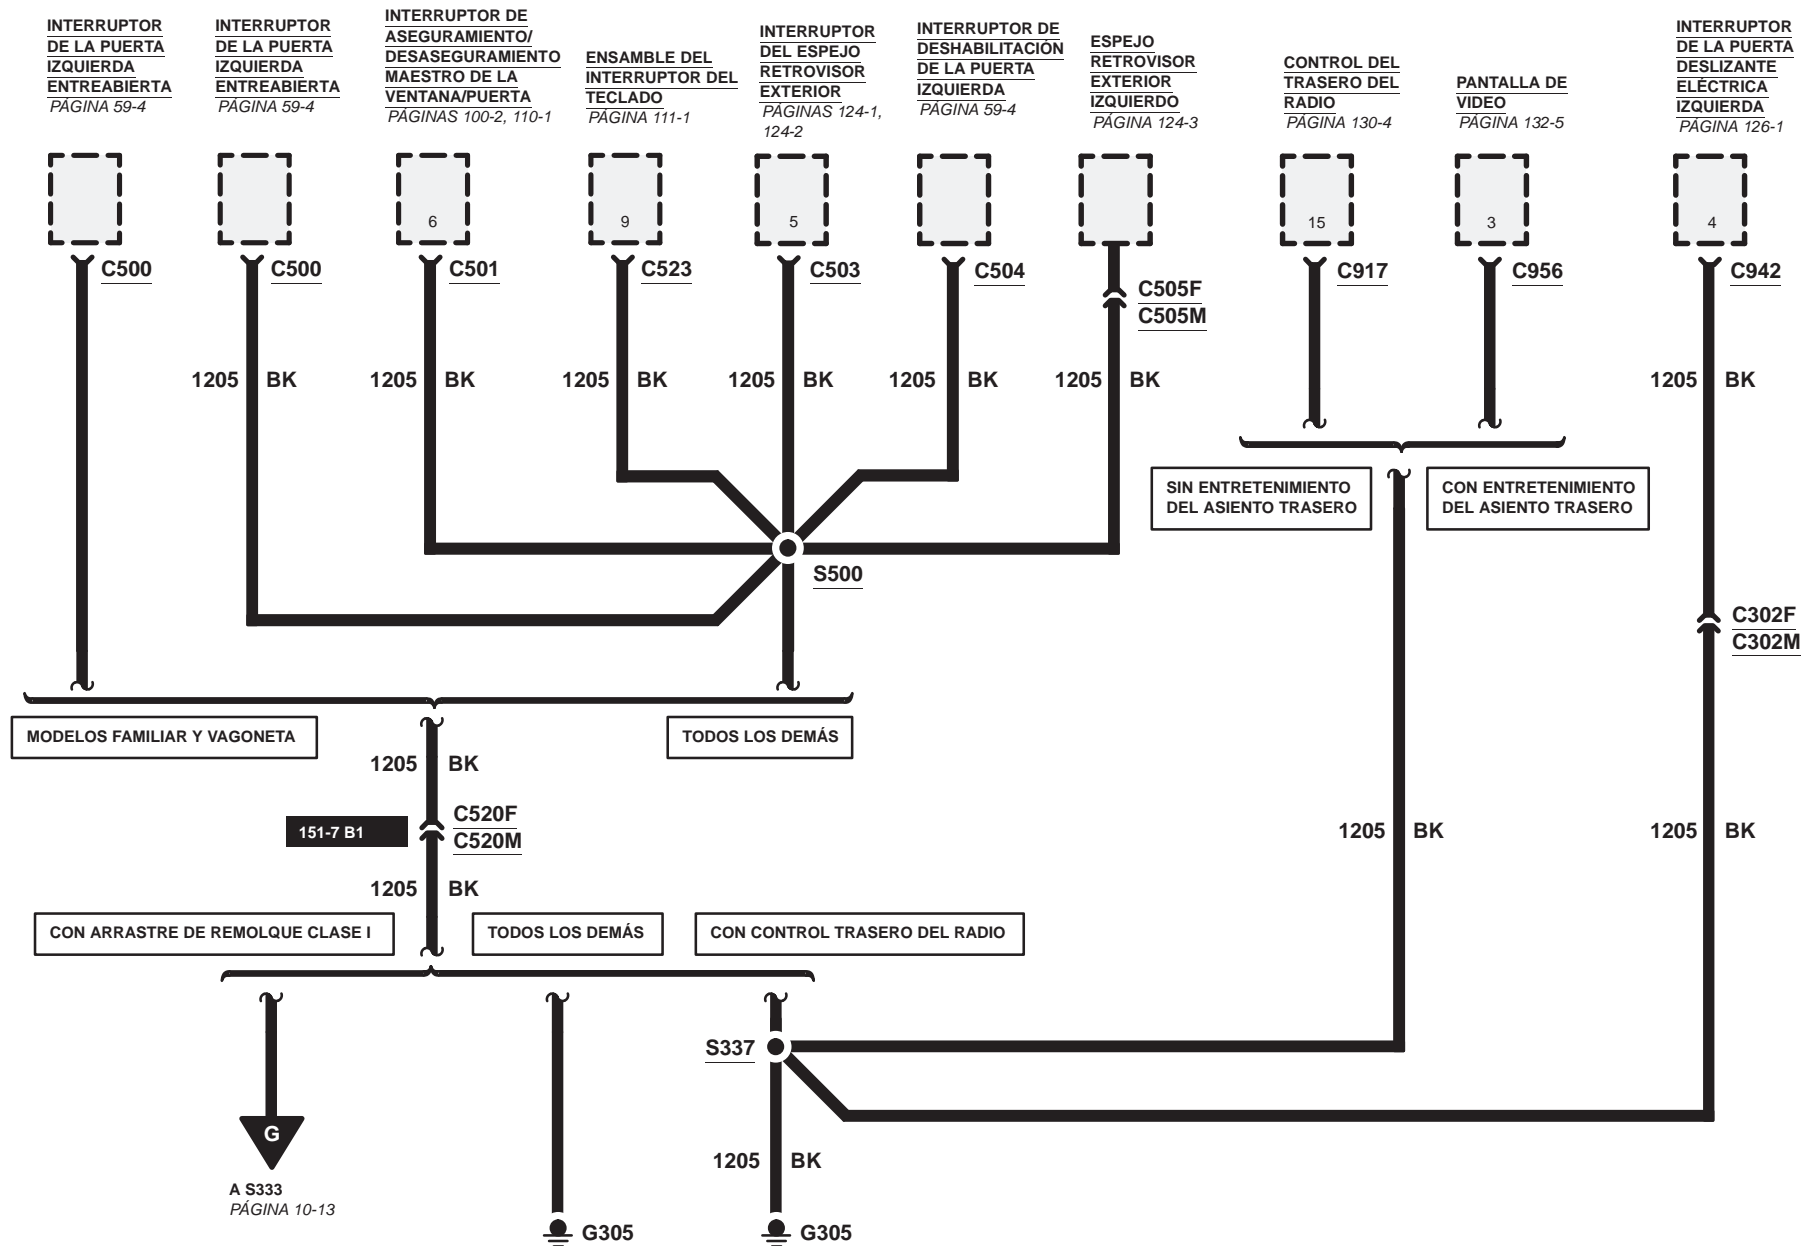 INTERRUPTOR
DE LA PUERTA
IZQUIERDA
ENTREABIERTA
PÁGINA 59-4
INTERRUPTOR
DE LA PUERTA
IZQUIERDA
ENTREABIERTA
PÁGINA 59-4
INTERRUPTOR DE
ASEGURAMIENTO/
DESASEGURAMIENTO
MAESTRO DE LA
VENTANA/PUERTA
PÁGINAS 100-2, 110-1
ENSAMBLE DEL
INTERRUPTOR DEL
TECLADO
PÁGINA 111-1
INTERRUPTOR
DEL ESPEJO
RETROVISOR
EXTERIOR
PÁGINAS 124-1,
124-2
INTERRUPTOR DE
DESHABILITACIÓN
DE LA PUERTA
IZQUIERDA
PÁGINA 59-4
ESPEJO
RETROVISOR
EXTERIOR
IZQUIERDO
PÁGINA 124-3
CONTROL DEL
TRASERO DEL
RADIO
PÁGINA 130-4
PANTALLA DE
VIDEO
PÁGINA 132-5
INTERRUPTOR
DE LA PUERTA
DESLIZANTE
ELÉCTRICA
IZQUIERDA
PÁGINA 126-1
6
9
5
15
3
4
C500
C500
C501
C523
C503
C504
C505F
C505M
C917
C956
C942
1205 BK
1205 BK
1205 BK
1205 BK
1205 BK
1205 BK
1205 BK
SIN ENTRETENIMIENTO
DEL ASIENTO TRASERO
CON ENTRETENIMIENTO
DEL ASIENTO TRASERO
S500
C302F
C302M
MODELOS FAMILIAR Y VAGONETA
TODOS LOS DEMÁS
1205 BK
151-7 B1
C520F
C520M
1205 BK
1205 BK
1205 BK
CON ARRASTRE DE REMOLQUE CLASE I
TODOS LOS DEMÁS
CON CONTROL TRASERO DEL RADIO
S337
G
1205 BK
A S333
PÁGINA 10-13
G305
G305